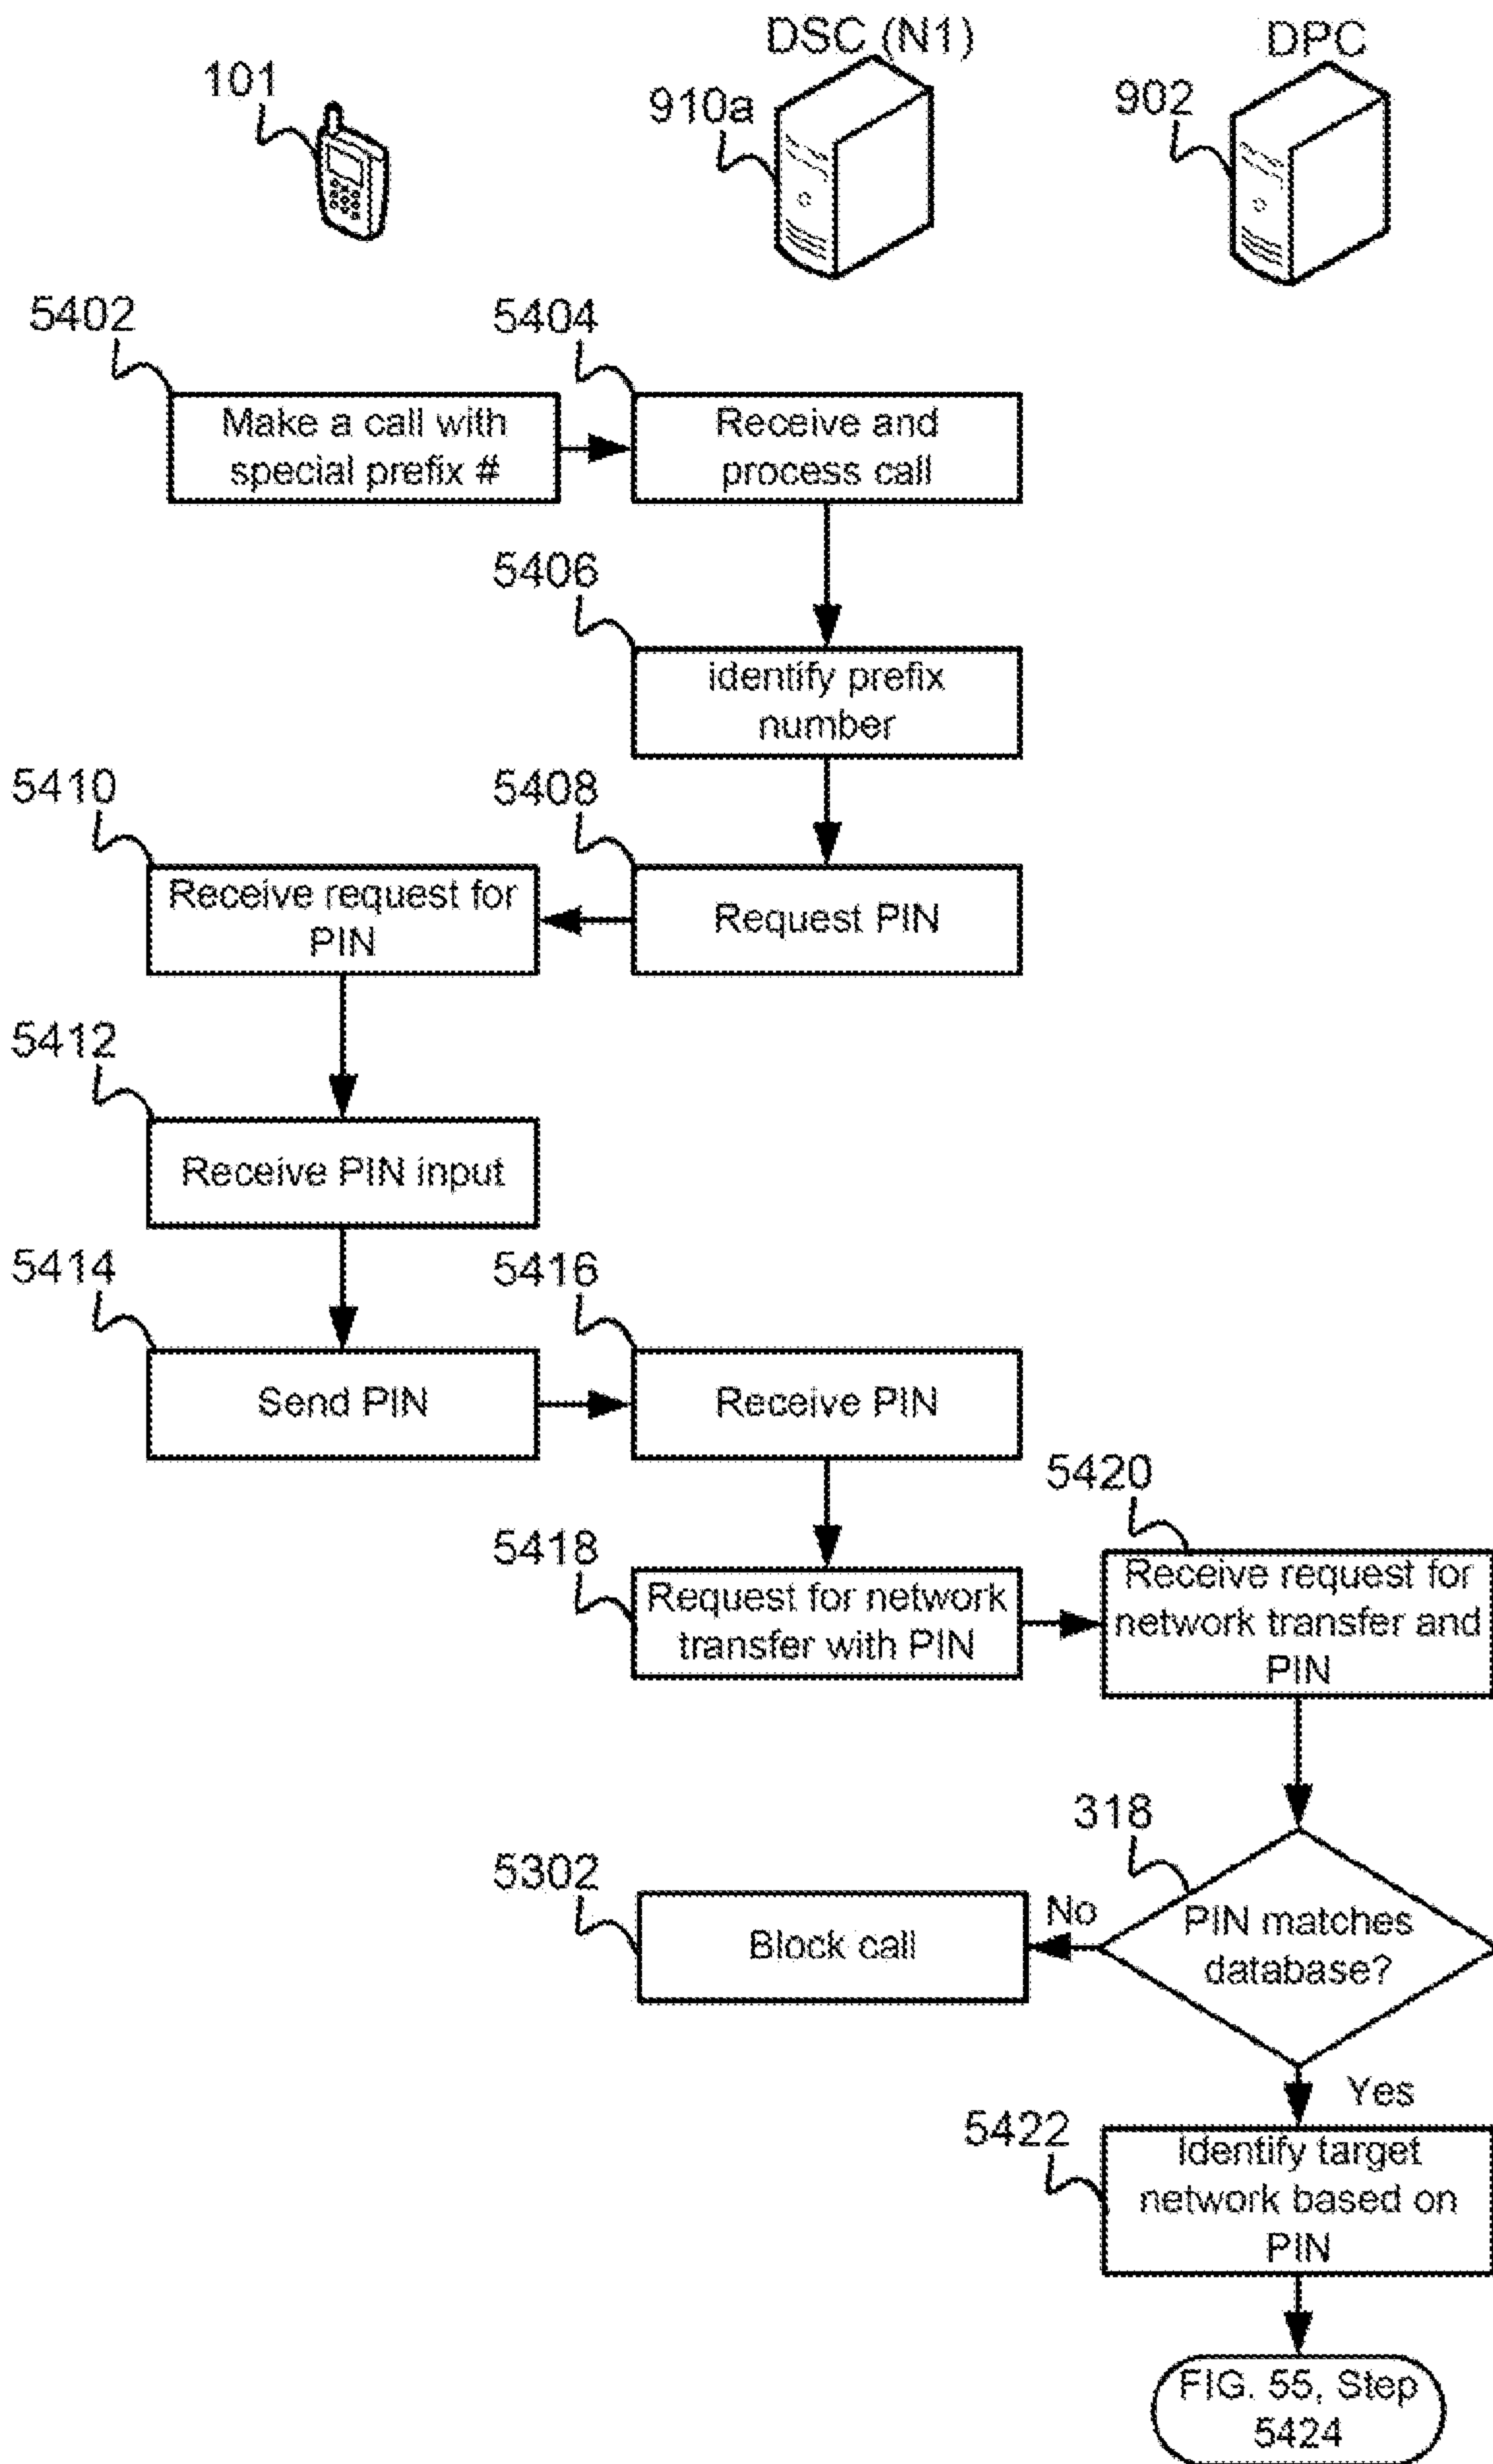 DSC (N1)
DPC
101
910a
902
5402
5404
Make a call with
special prefix #
Receive and
process call
5406
identify prefix
number
5410
5408
Receive request for
PIN
Request PIN
5412
Receive PIN input
5414
5416
Send PIN
Receive PIN
5420
5418
Request for network
transfer with PIN
Receive request for
network transfer and
PIN
318
5302
Block call
No
PIN matches
database?
Yes
5422
Identify target
network based on
PIN
FIG. 55, Step
5424